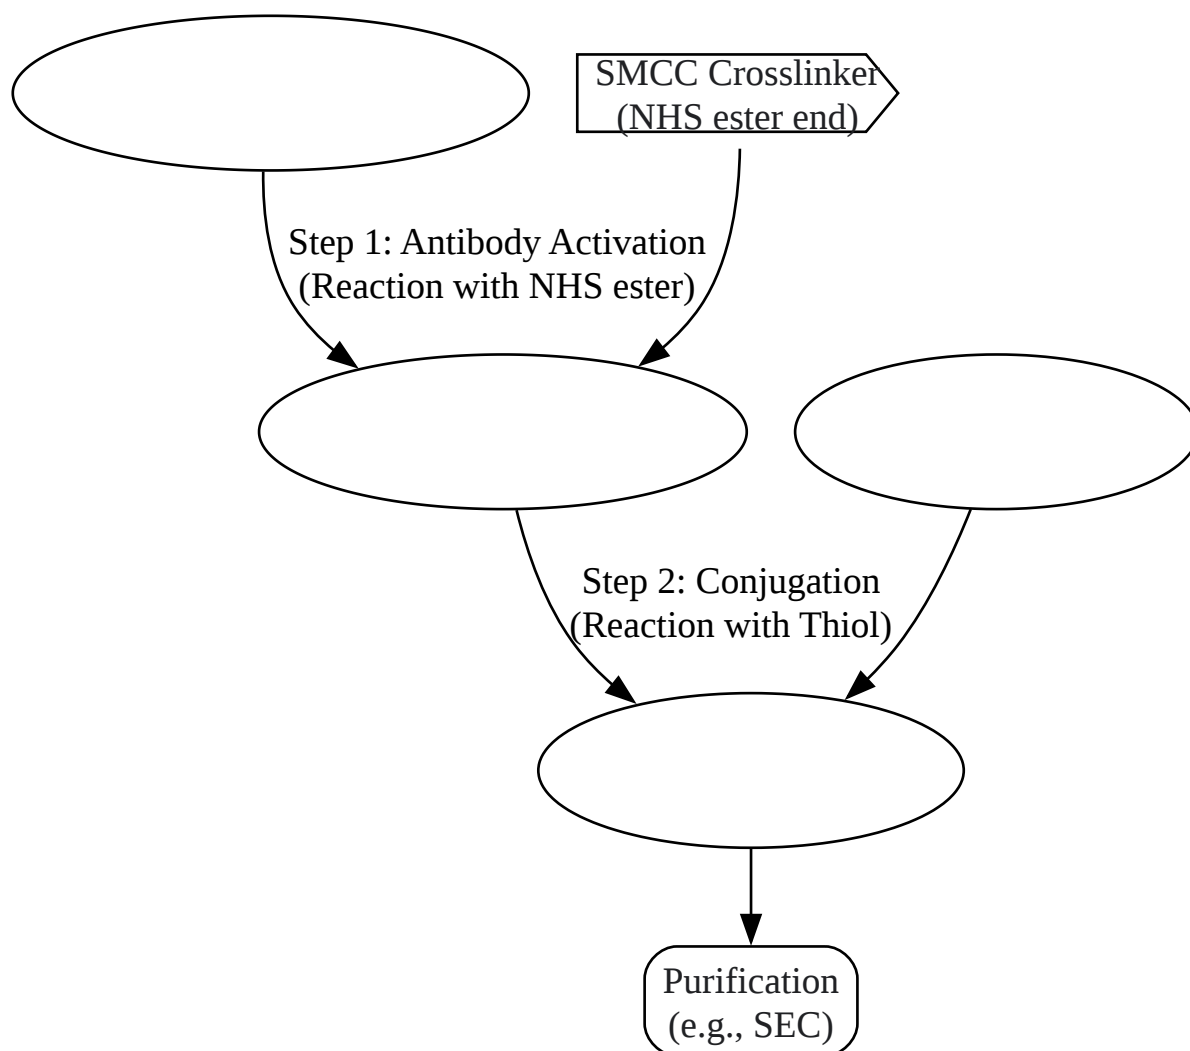 SMCC Crosslinker
(NHS ester end)
Step 1: Antibody Activation
(Reaction with NHS ester)
Step 2: Conjugation
(Reaction with Thiol)
Purification
(e.g., SEC)